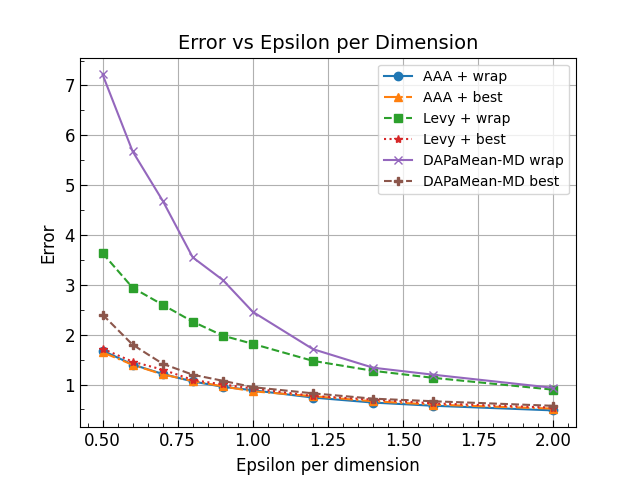 Error vs Epsilon per Dimension
AAA + wrap
AAA + best
Levy + wrap
Levy + best
DAPaMean-MD wrap
DAPaMean-MD best
Error
7
6
5
4
3
2
1
0.50
0.75
1.00
1.25
1.50
1.75
2.00
Epsilon per dimension